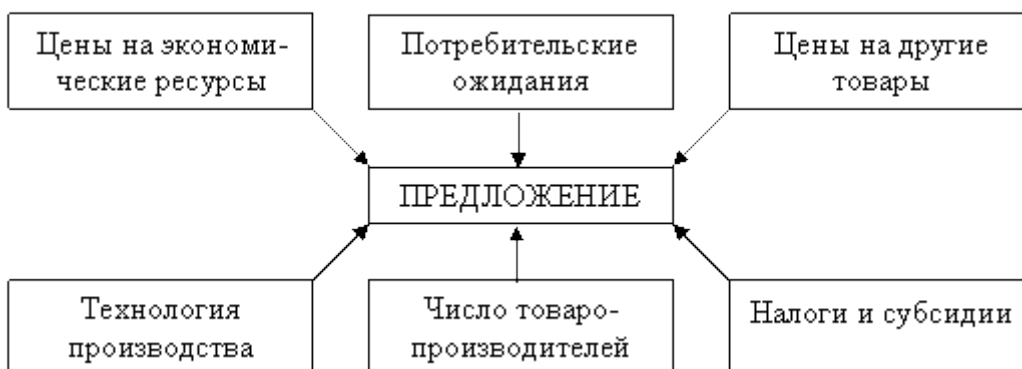 Цены на экономи-
ческие ресурсы
Потребительские
ожидания
Цены на другие
товары
ПРЕДЛОЖЕНИЕ
Технология
производства
Число товаро-
производителей
Налоги и субсидии